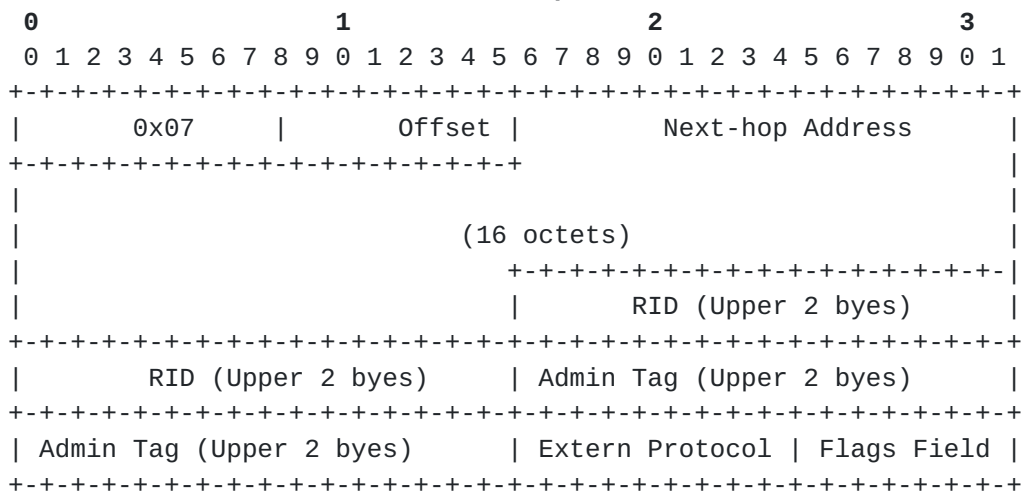 0                   1                   2                   3
0 1 2 3 4 5 6 7 8 9 0 1 2 3 4 5 6 7 8 9 0 1 2 3 4 5 6 7 8 9 0 1
+-+-+-+-+-+-+-+-+-+-+-+-+-+-+-+-+-+-+-+-+-+-+-+-+-+-+-+-+-+-+-+-+
|       0x07     |       Offset |         Next-hop Address      |
+-+-+-+-+-+-+-+-+-+-+-+-+-+-+-+-+                               |
|                                                               |
|                            (16 octets)                        |
|                               +-+-+-+-+-+-+-+-+-+-+-+-+-+-+-+-|
|                               |       RID (Upper 2 byes)      |
+-+-+-+-+-+-+-+-+-+-+-+-+-+-+-+-+-+-+-+-+-+-+-+-+-+-+-+-+-+-+-+-+
|        RID (Upper 2 byes)     | Admin Tag (Upper 2 byes)      |
+-+-+-+-+-+-+-+-+-+-+-+-+-+-+-+-+-+-+-+-+-+-+-+-+-+-+-+-+-+-+-+-+
| Admin Tag (Upper 2 byes)      | Extern Protocol | Flags Field |
+-+-+-+-+-+-+-+-+-+-+-+-+-+-+-+-+-+-+-+-+-+-+-+-+-+-+-+-+-+-+-+-+